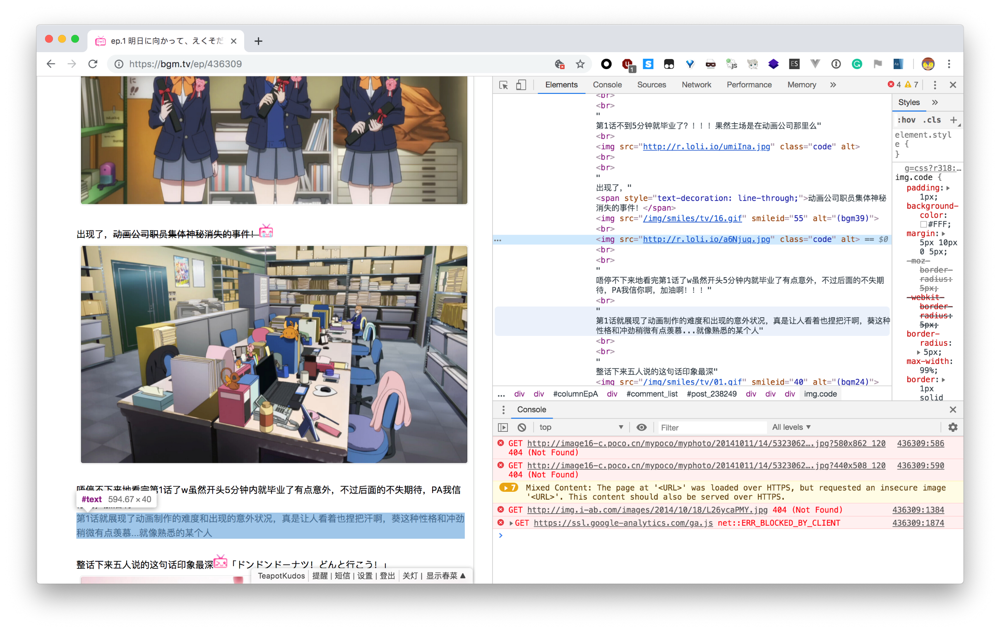 ep.1 明日に向かって、えくそだ
https://bgm.tv/ep/436309
1
ES
Aa
に
!!
出现了，动画公司职员集体神秘消失的事件！
唔停不下来地看完第1话了w虽然开头5分钟内就毕业了有点意外，不过后面的不失期待，PA我信
#text 594.67×40
第1话就展现了动画制作的难度和出现的意外状况，真是让人看着也捏把汗啊，葵这种性格和冲劲
稍微有点羡慕...就像熟悉的某个人
整话下来五人说的这句话印象最深「ドンドンドーナツ！どんと行こう！」
TeapotKudos 提醒 | 短信 | 设置 | 登出 关灯 | 显示春菜 ▲
Elements Console Sources Network Performance Memory » 4 7
<br>
<br>
"
第1话不到5分钟就毕业了？！！！果然主场是在动画公司那里么"
<br>
<img src="http://r.loli.io/umiIna.jpg" class="code" alt>
<br>
<br>
"
出现了，"
<span style="text-decoration: line-through;">动画公司职员集体神秘
消失的事件！</span>
<img src="/img/smiles/tv/16.gif" smileid="55" alt="(bgm39)">
<br>
… <img src="http://r.loli.io/a6Njuq.jpg" class="code" alt> == $0
<br>
<br>
"
唔停不下来地看完第1话了w虽然开头5分钟内就毕业了有点意外，不过后面的不失期
待，PA我信你啊，加油啊！！！"
<br>
"
第1话就展现了动画制作的难度和出现的意外状况，真是让人看着也捏把汗啊，葵这种
性格和冲劲稍微有点羡慕...就像熟悉的某个人"
<br>
<br>
"
整话下来五人说的这句话印象最深"
<img src="/img/smiles/tv/01.gif" smileid="40" alt="(bgm24)">
… div div #columnEpA div #comment_list #post_238249 div div div img.code
Styles »
:hov .cls +
element.styl
e {
}
g=css?r318:…
img.code {
padding:
1px;
background-
color:
#FFF;
margin:
5px 10px
0 5px;
-moz-
border-
radius:
5px;
-webkit-
border-
radius:
5px;
border-
radius:
5px;
max-width:
99%;
border:
1px
solid
Console
top Filter All levels ▼
GET http://image16-c.poco.cn/mypoco/myphoto/20141011/14/5323062….jpg?580x862_120 436309:586
404 (Not Found)
GET http://image16-c.poco.cn/mypoco/myphoto/20141011/14/5323062….jpg?440x508_120 436309:590
404 (Not Found)
7 Mixed Content: The page at '<URL>' was loaded over HTTPS, but requested an insecure image
'<URL>'. This content should also be served over HTTPS.
GET http://img.i-ab.com/images/2014/10/18/L26ycaPMY.jpg 404 (Not Found) 436309:1384
GET https://ssl.google-analytics.com/ga.js net::ERR_BLOCKED_BY_CLIENT 436309:1874